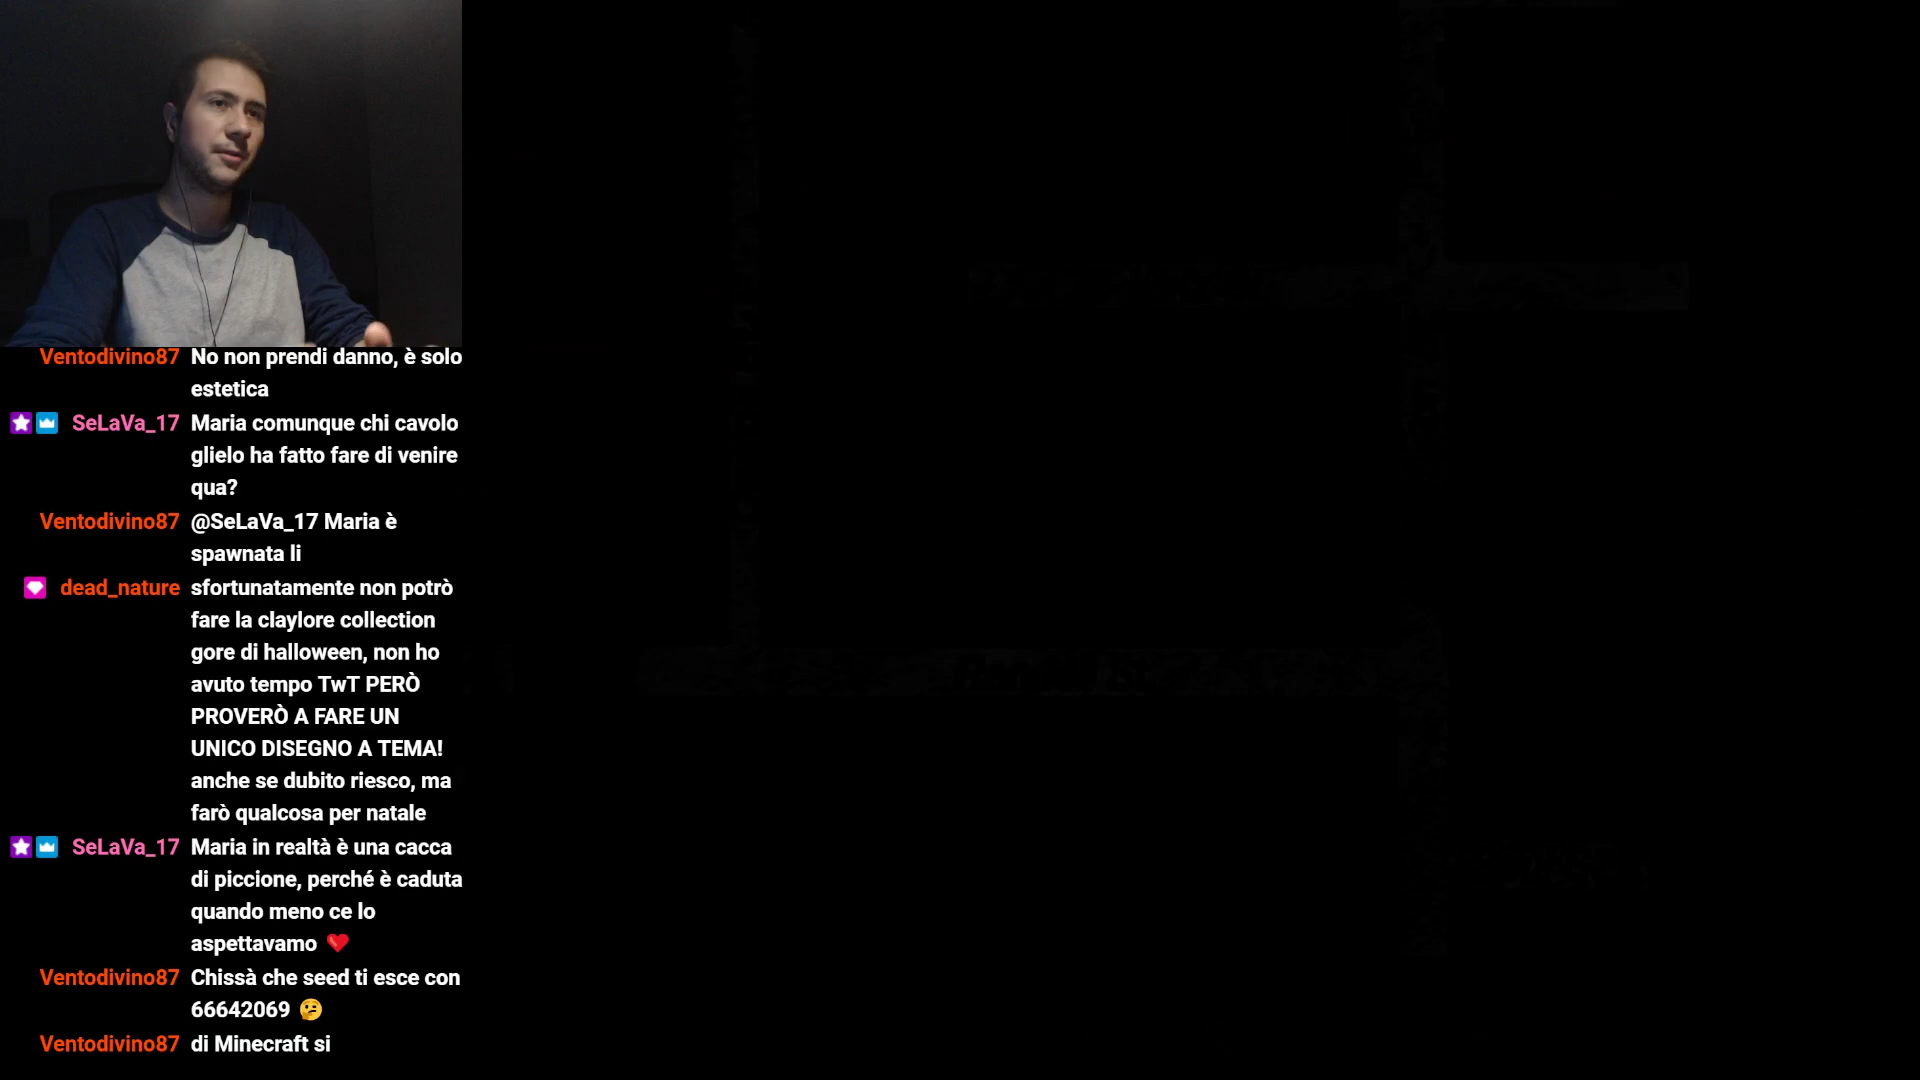 Ventodivino87 No non prendi danno, è solo
estetica
SeLaVa_17 Maria comunque chi cavolo
glielo ha fatto fare di venire
qua?
Ventodivino87 @SeLaVa_17 Maria è
spawnata li
dead_nature sfortunatamente non potrò
fare la claylore collection
gore di halloween, non ho
avuto tempo TwT PERÒ
PROVERÒ A FARE UN
UNICO DISEGNO A TEMA!
anche se dubito riesco, ma
farò qualcosa per natale
SeLaVa_17 Maria in realtà è una cacca
di piccione, perché è caduta
quando meno ce lo
aspettavamo ❤️
Ventodivino87 Chissà che seed ti esce con
66642069 🤔
Ventodivino87 di Minecraft si